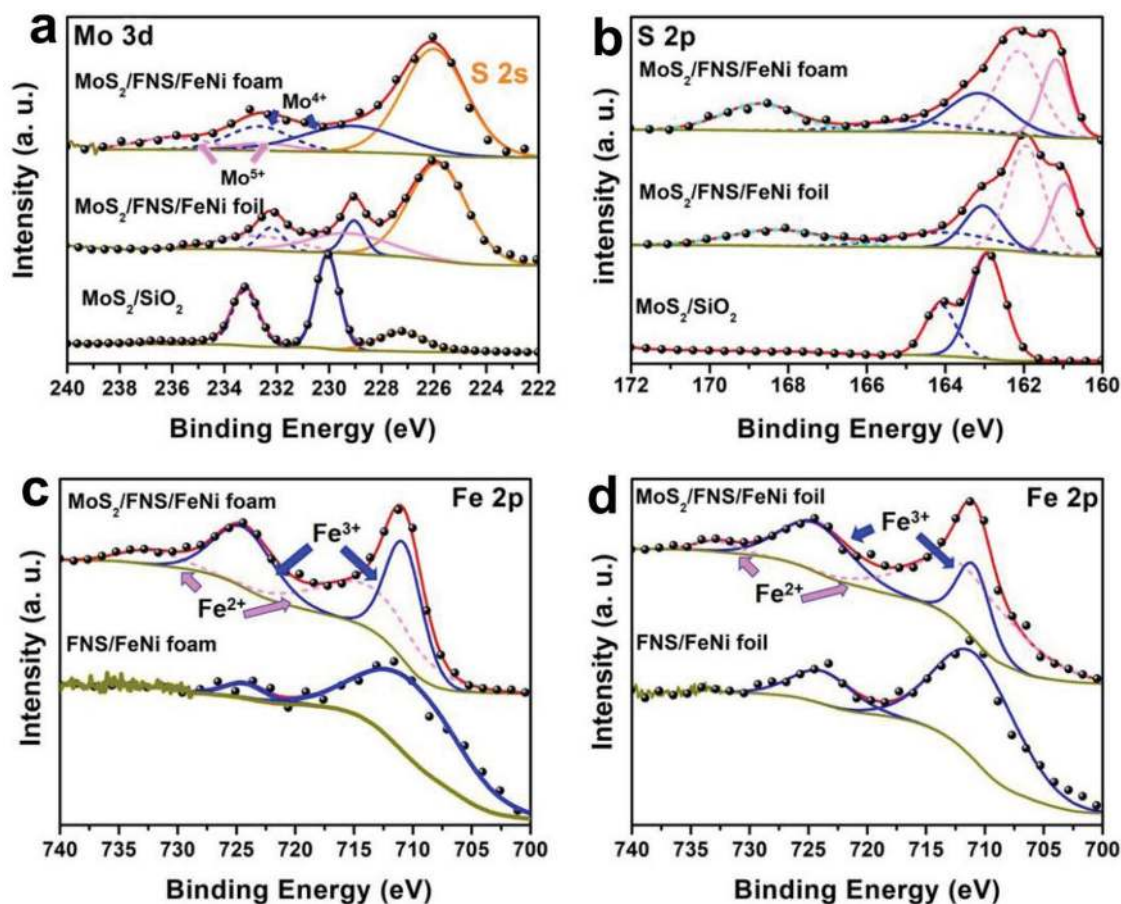 a
Mo 3d
MoS₂/FNS/FeNi foam
Mo⁴⁺
S 2s
Mo⁵⁺
MoS₂/FNS/FeNi foil
MoS₂/SiO₂
Intensity (a. u.)
240 238 236 234 232 230 228 226 224 222
Binding Energy (eV)
b
S 2p
MoS₂/FNS/FeNi foam
MoS₂/FNS/FeNi foil
MoS₂/SiO₂
intensity (a. u.)
172 170 168 166 164 162 160
Binding Energy (eV)
c
MoS₂/FNS/FeNi foam
Fe 2p
Fe³⁺
Fe²⁺
FNS/FeNi foam
Intensity (a. u.)
740 735 730 725 720 715 710 705 700
Binding Energy (eV)
d
MoS₂/FNS/FeNi foil
Fe 2p
Fe³⁺
Fe²⁺
FNS/FeNi foil
Intensity (a. u.)
740 735 730 725 720 715 710 705 700
Binding Energy (eV)